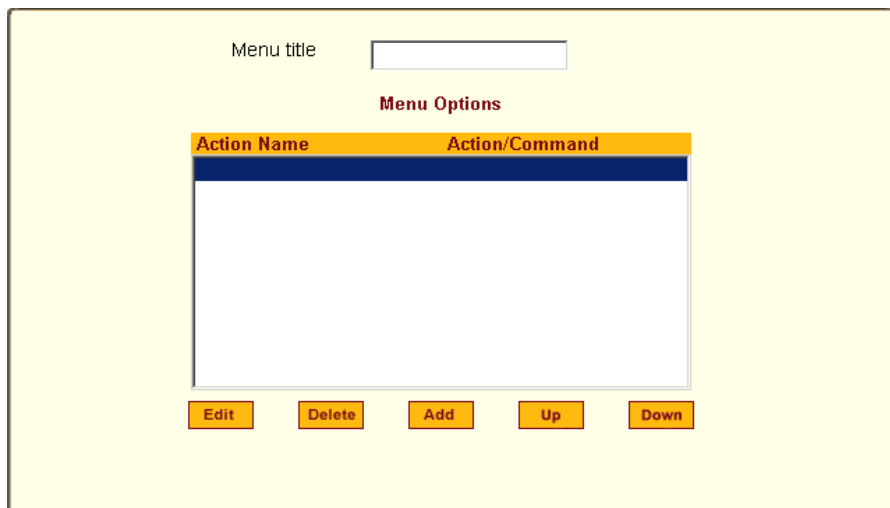 Menu title
Menu Options
Action Name Action/Command
Edit Delete Add Up Down